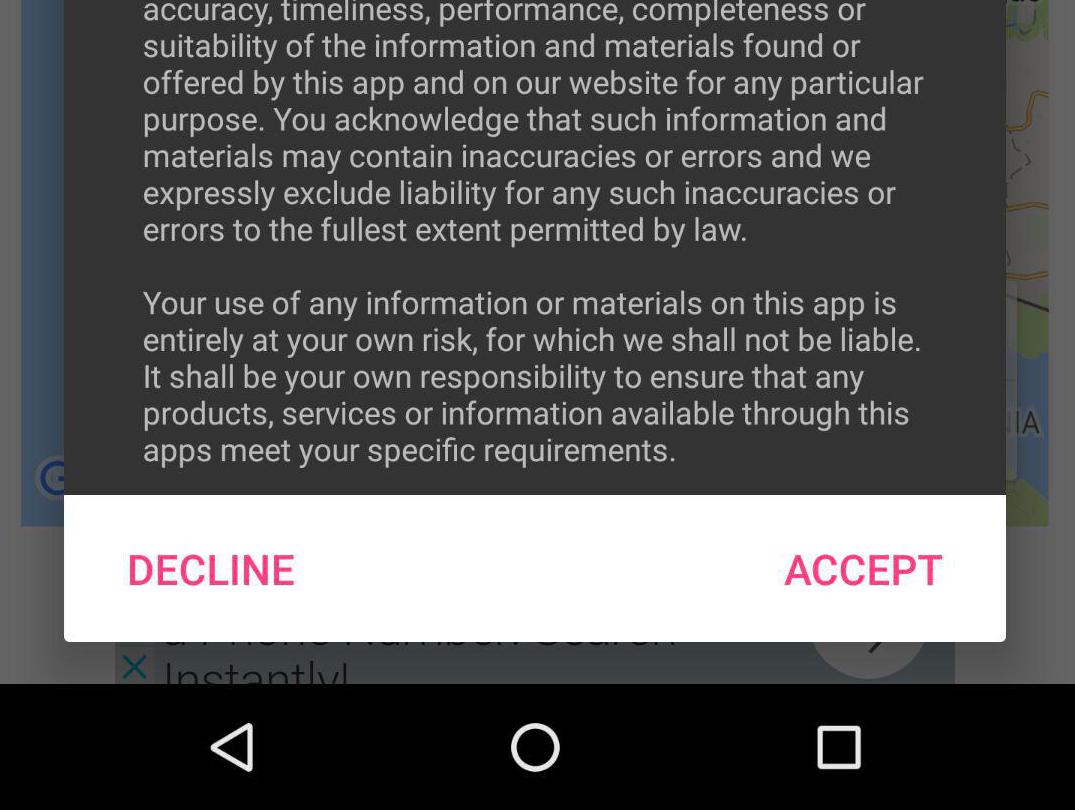 accuracy, timeliness, performance, completeness or
suitability of the information and materials found or
offered by this app and on our website for any particular
purpose. You acknowledge that such information and
materials may contain inaccuracies or errors and we
expressly exclude liability for any such inaccuracies or
errors to the fullest extent permitted by law.
Your use of any information or materials on this app is
entirely at your own risk, for which we shall not be liable.
It shall be your own responsibility to ensure that any
products, services or information available through this
apps meet your specific requirements.
IA
G
DECLINE
ACCEPT
a Phone Number. Search
Instantly!